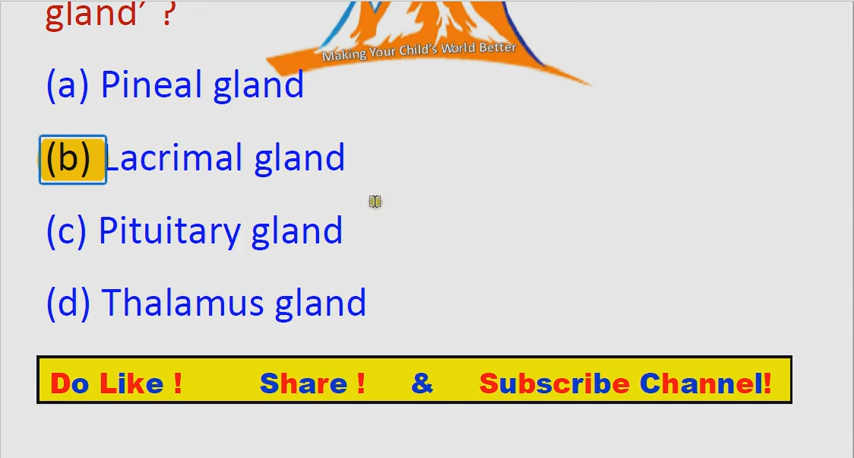 gland’ ?
Making Your Child's World Better
(a) Pineal gland
(b) Lacrimal gland
(c) Pituitary gland
(d) Thalamus gland
Do Like ! Share ! & Subscribe Channel!